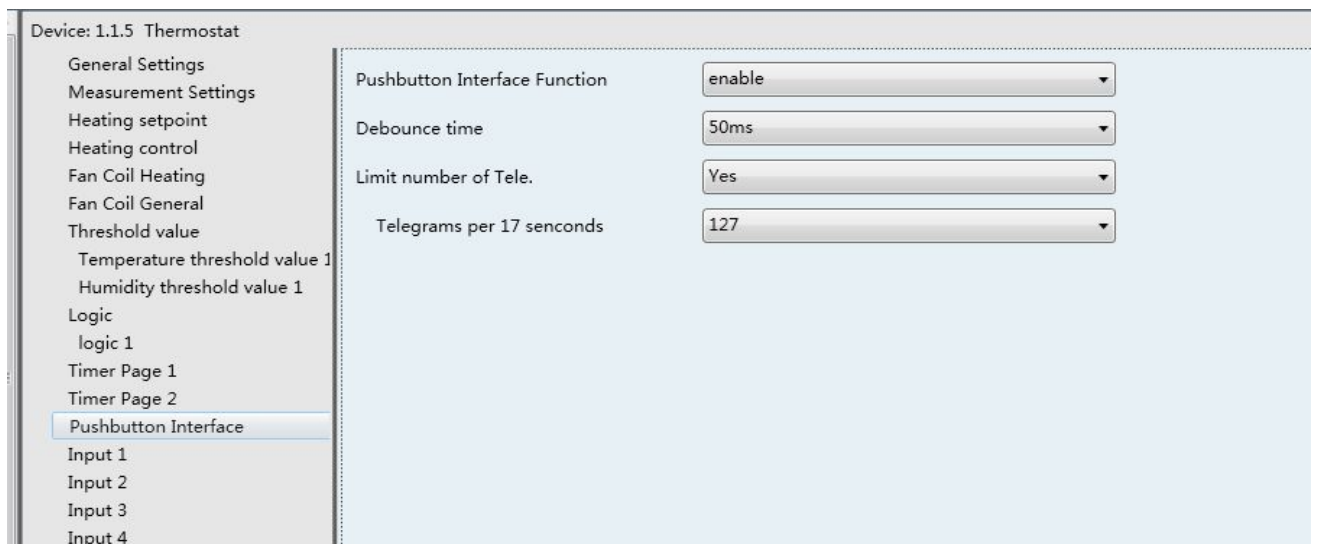 Device: 1.1.5 Thermostat
General Settings
Measurement Settings
Heating setpoint
Heating control
Fan Coil Heating
Fan Coil General
Threshold value
Temperature threshold value 1
Humidity threshold value 1
Logic
logic 1
Timer Page 1
Timer Page 2
Pushbutton Interface
Input 1
Input 2
Input 3
Input 4
Pushbutton Interface Function enable
Debounce time 50ms
Limit number of Tele. Yes
Telegrams per 17 senconds 127